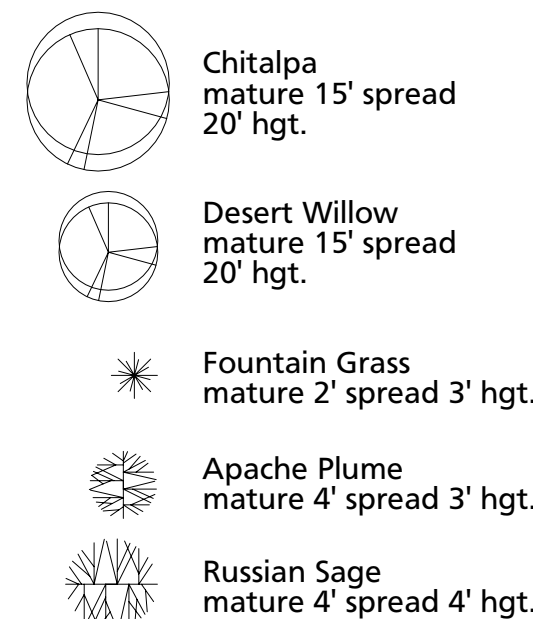 Chitalpa
mature 15' spread
20' hgt.
Desert Willow
mature 15' spread
20' hgt.
Fountain Grass
mature 2' spread 3' hgt.
Apache Plume
mature 4' spread 3' hgt.
Russian Sage
mature 4' spread 4' hgt.